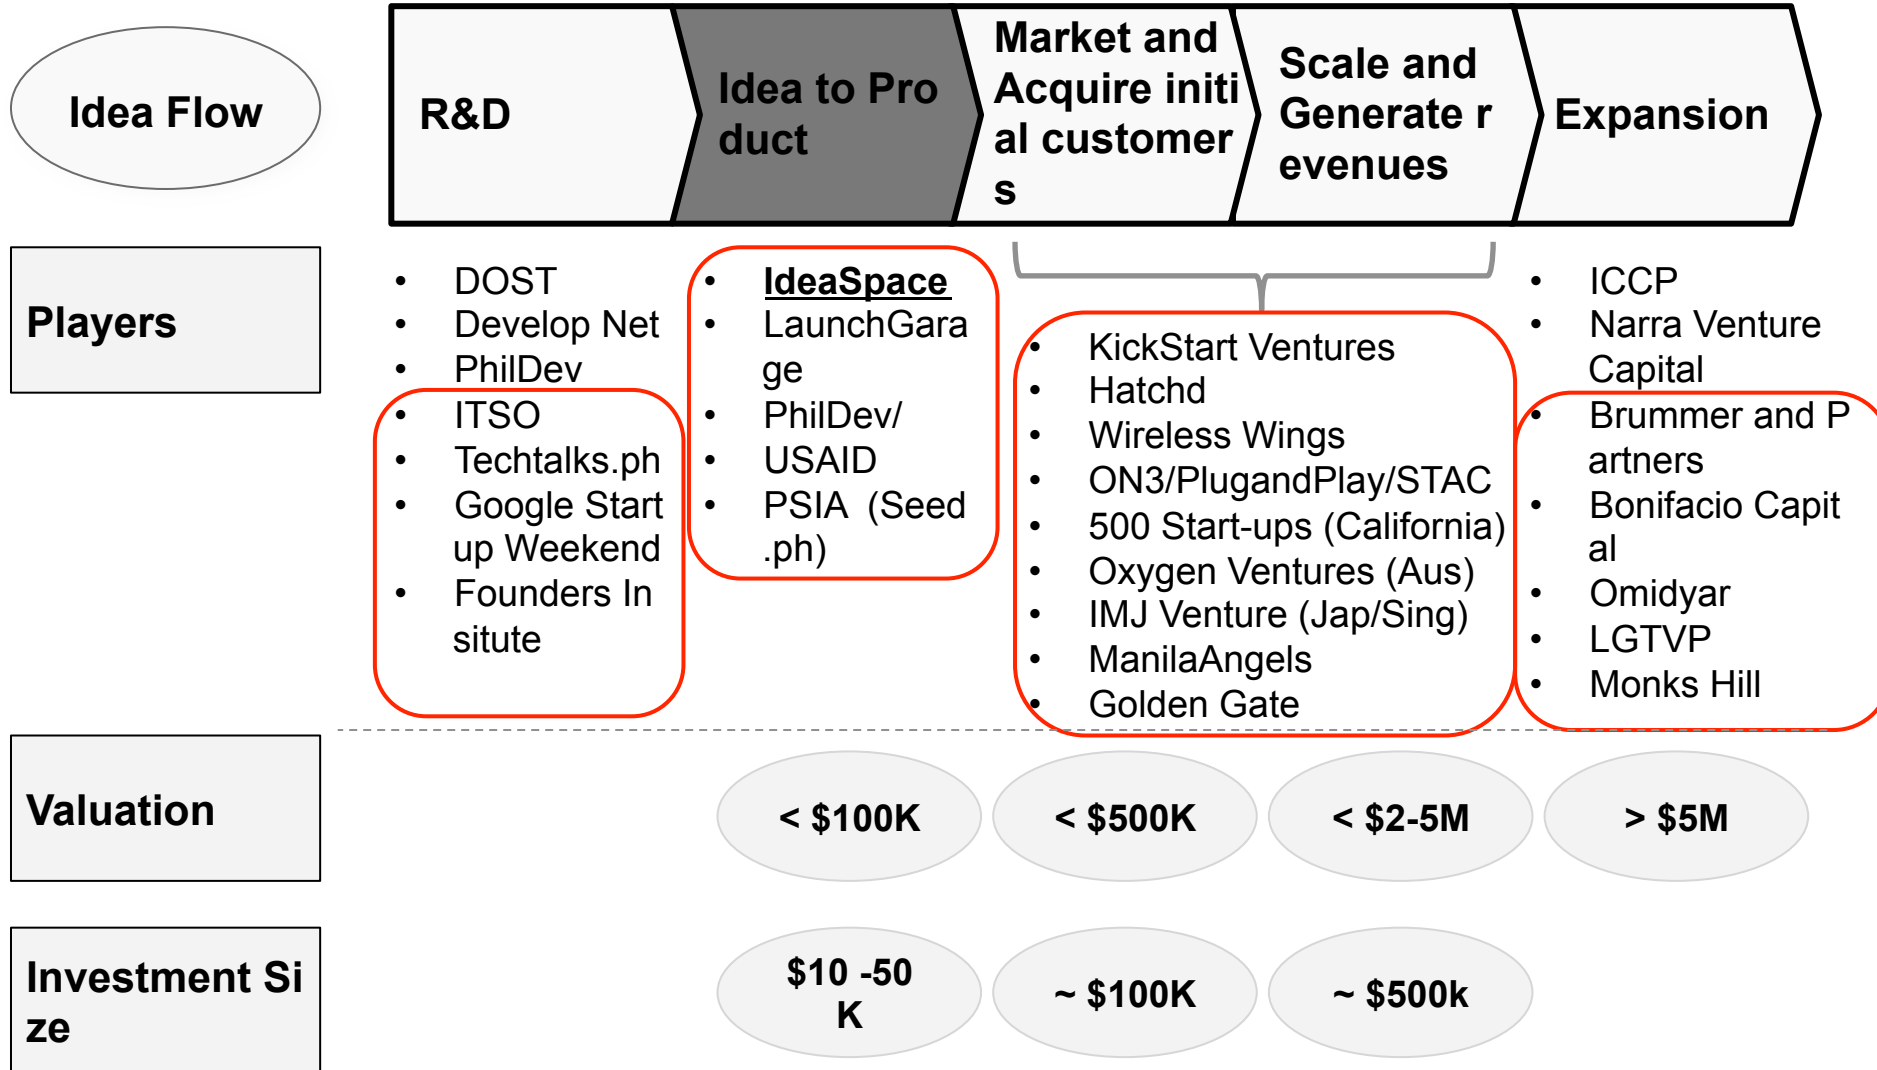 Idea Flow
R&D
Idea to Pro
duct
Market and
Acquire initi
al customer
s
Scale and
Generate r
evenues
Expansion
Players
• DOST
• Develop Net
• PhilDev
• ITSO
• Techtalks.ph
• Google Start
up Weekend
• Founders In
situte
• IdeaSpace
• LaunchGara
ge
• PhilDev/
• USAID
• PSIA (Seed
.ph)
• KickStart Ventures
• Hatchd
• Wireless Wings
• ON3/PlugandPlay/STAC
• 500 Start-ups (California)
• Oxygen Ventures (Aus)
• IMJ Venture (Jap/Sing)
• ManilaAngels
• Golden Gate
• ICCP
• Narra Venture
Capital
• Brummer and P
artners
• Bonifacio Capit
al
• Omidyar
• LGTVP
• Monks Hill
Valuation
< $100K
< $500K
< $2-5M
> $5M
Investment Si
ze
$10 -50
K
~ $100K
~ $500k